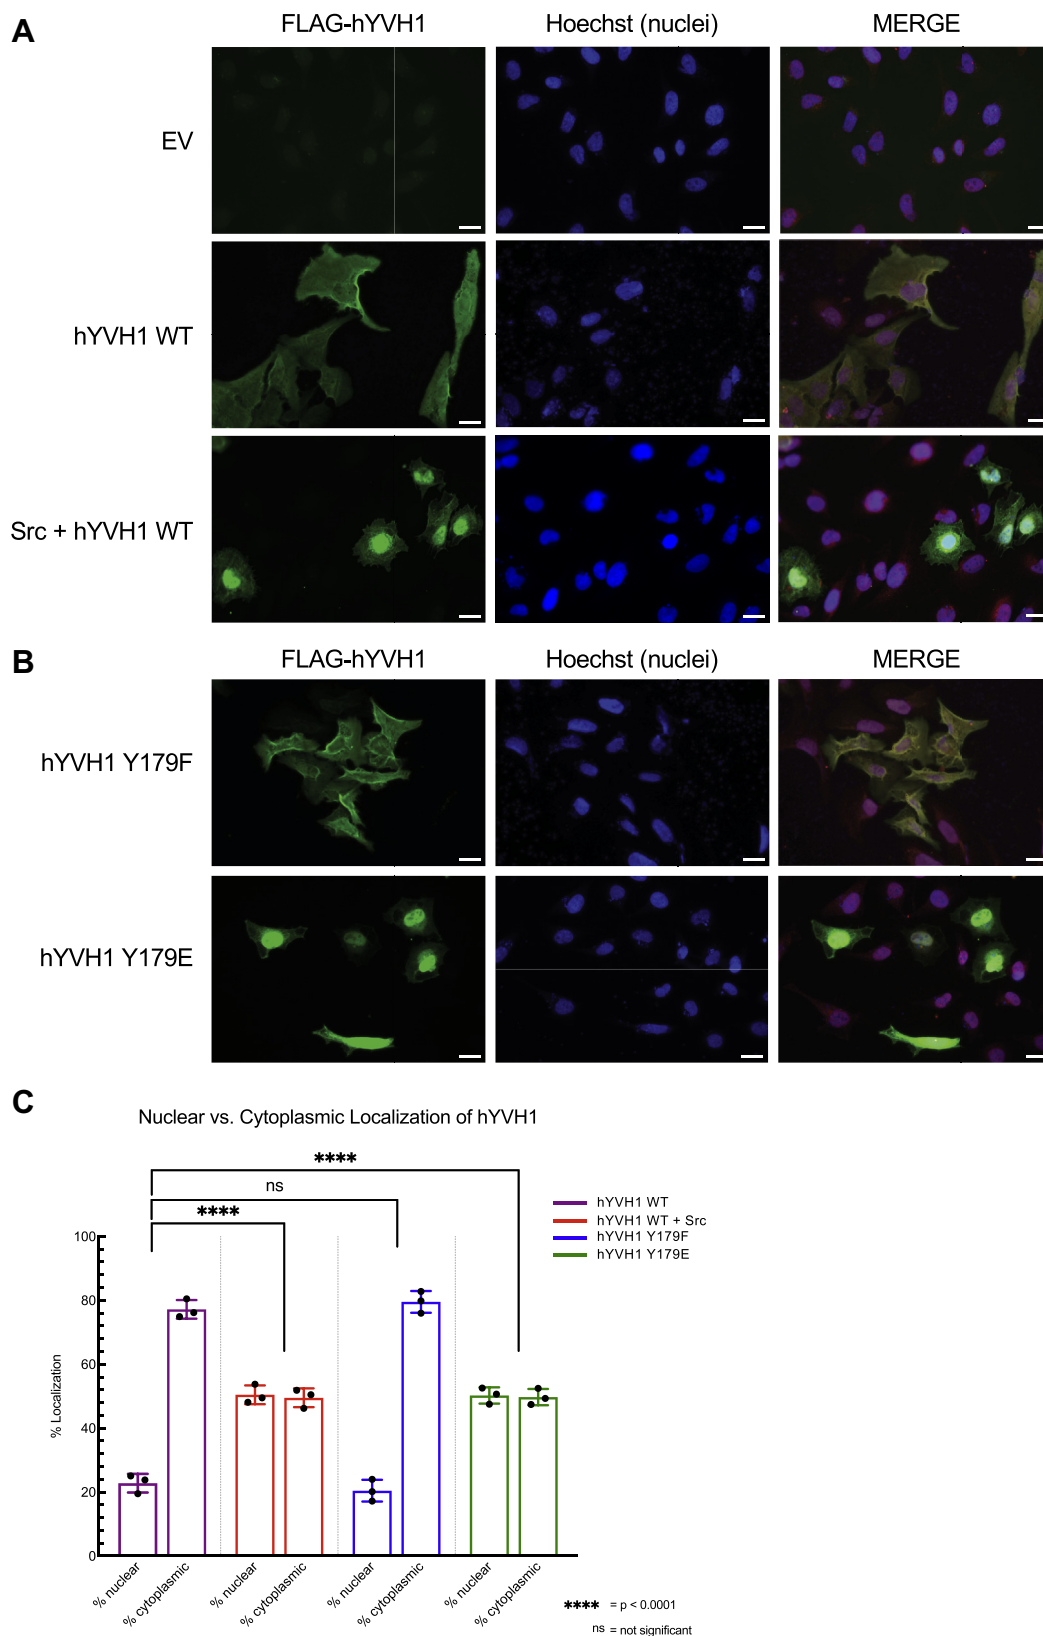 A
FLAG-hYVH1 Hoechst (nuclei) MERGE
EV
hYVH1 WT
Src + hYVH1 WT
B
FLAG-hYVH1 Hoechst (nuclei) MERGE
hYVH1 Y179F
hYVH1 Y179E
C
Nuclear vs. Cytoplasmic Localization of hYVH1
****
ns
****
hYVH1 WT
hYVH1 WT + Src
hYVH1 Y179F
hYVH1 Y179E
100
80
60
40
20
0
% Localization
% nuclear
% cytoplasmic
% nuclear
% cytoplasmic
% nuclear
% cytoplasmic
% nuclear
% cytoplasmic
**** = p < 0.0001
ns = not significant